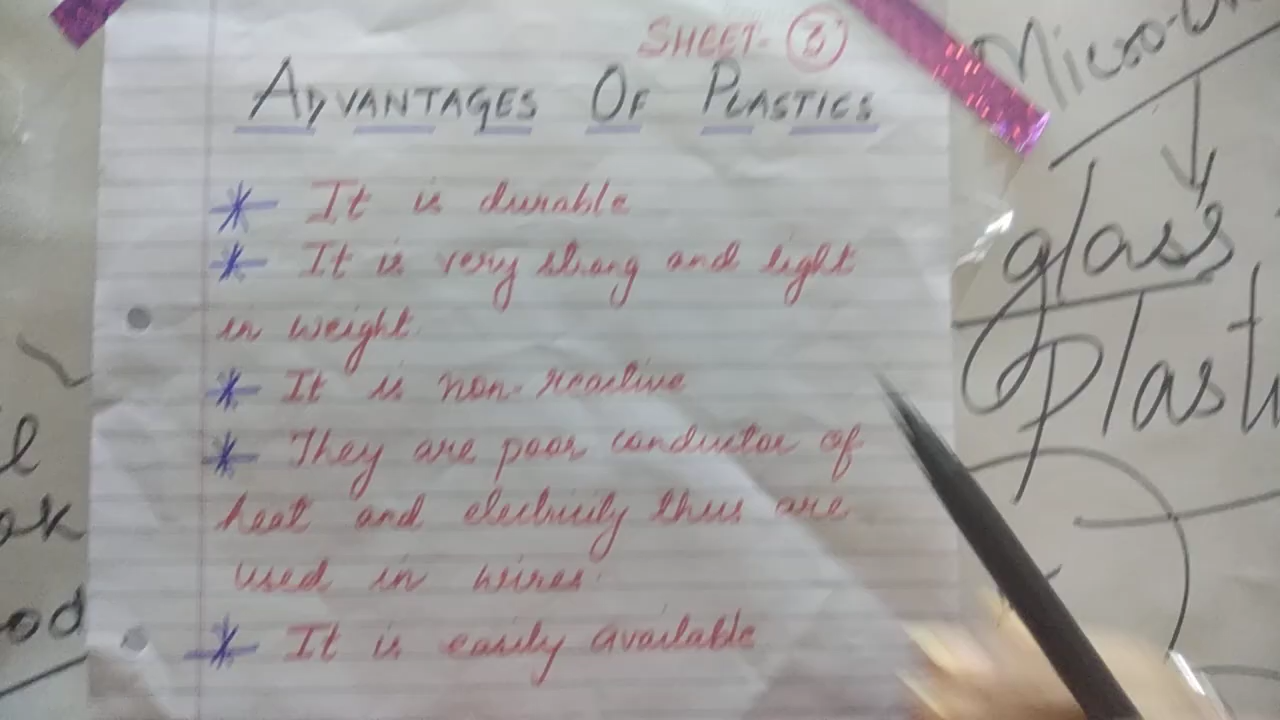 SHEET- 3
ADVANTAGES OF PLASTICS
* It is durable
* It is very strong and light
in weight.
* It is non-reactive
* They are poor conductor of
heat and electricity thus are
used in wires.
* It is easily available
glass